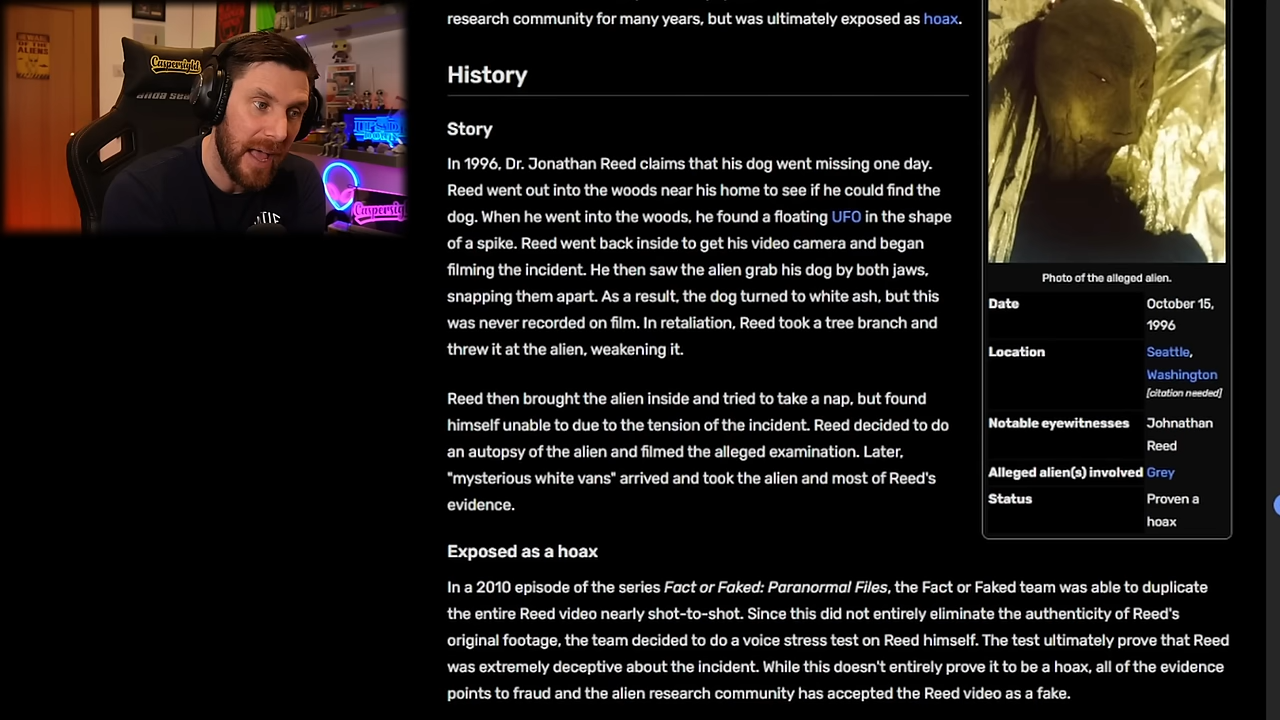 research community for many years, but was ultimately exposed as hoax.
History
Story
In 1996, Dr. Jonathan Reed claims that his dog went missing one day.
Reed went out into the woods near his home to see if he could find the
dog. When he went into the woods, he found a floating UFO in the shape
of a spike. Reed went back inside to get his video camera and began
filming the incident. He then saw the alien grab his dog by both jaws,
snapping them apart. As a result, the dog turned to white ash, but this
was never recorded on film. In retaliation, Reed took a tree branch and
threw it at the alien, weakening it.
Reed then brought the alien inside and tried to take a nap, but found
himself unable to due to the tension of the incident. Reed decided to do
an autopsy of the alien and filmed the alleged examination. Later,
"mysterious white vans" arrived and took the alien and most of Reed's
evidence.
Exposed as a hoax
In a 2010 episode of the series Fact or Faked: Paranormal Files, the Fact or Faked team was able to duplicate
the entire Reed video nearly shot-to-shot. Since this did not entirely eliminate the authenticity of Reed's
original footage, the team decided to do a voice stress test on Reed himself. The test ultimately prove that Reed
was extremely deceptive about the incident. While this doesn't entirely prove it to be a hoax, all of the evidence
points to fraud and the alien research community has accepted the Reed video as a fake.
Photo of the alleged alien.
Date October 15,
1996
Location Seattle,
Washington
[citation needed]
Notable eyewitnesses Johnathan
Reed
Alleged alien(s) involved Grey
Status Proven a
hoax
Caspersight